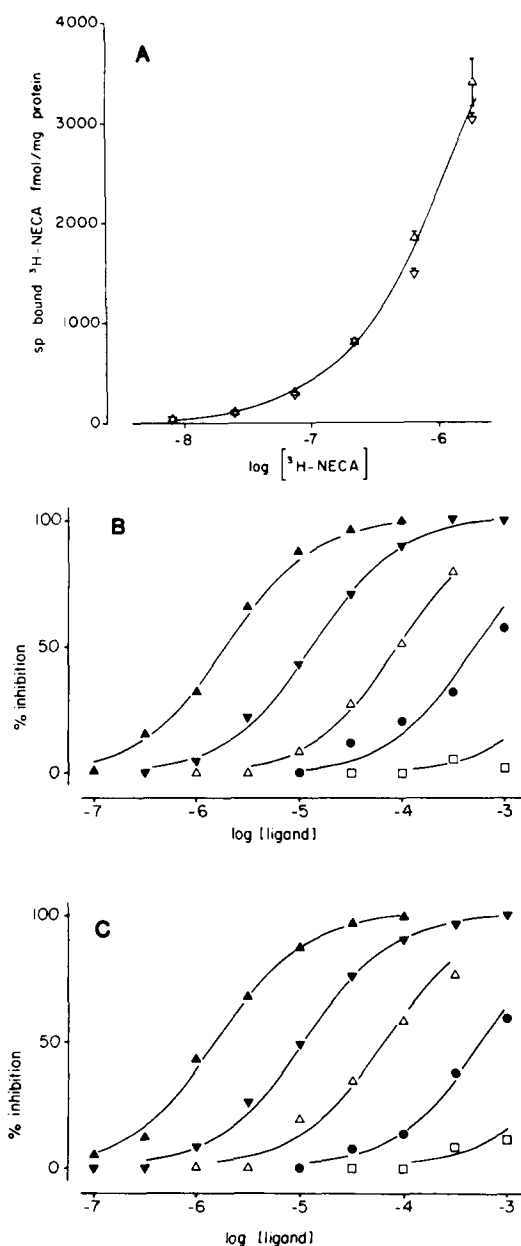 A
4000
3000
2000
1000
0
sp bound ³H-NECA fmol/mg protein
-8 -7 -6
log [³H-NECA]
B
100
50
0
% inhibition
-7 -6 -5 -4 -3
log [ligand]
C
100
50
0
% inhibition
-7 -6 -5 -4 -3
log [ligand]